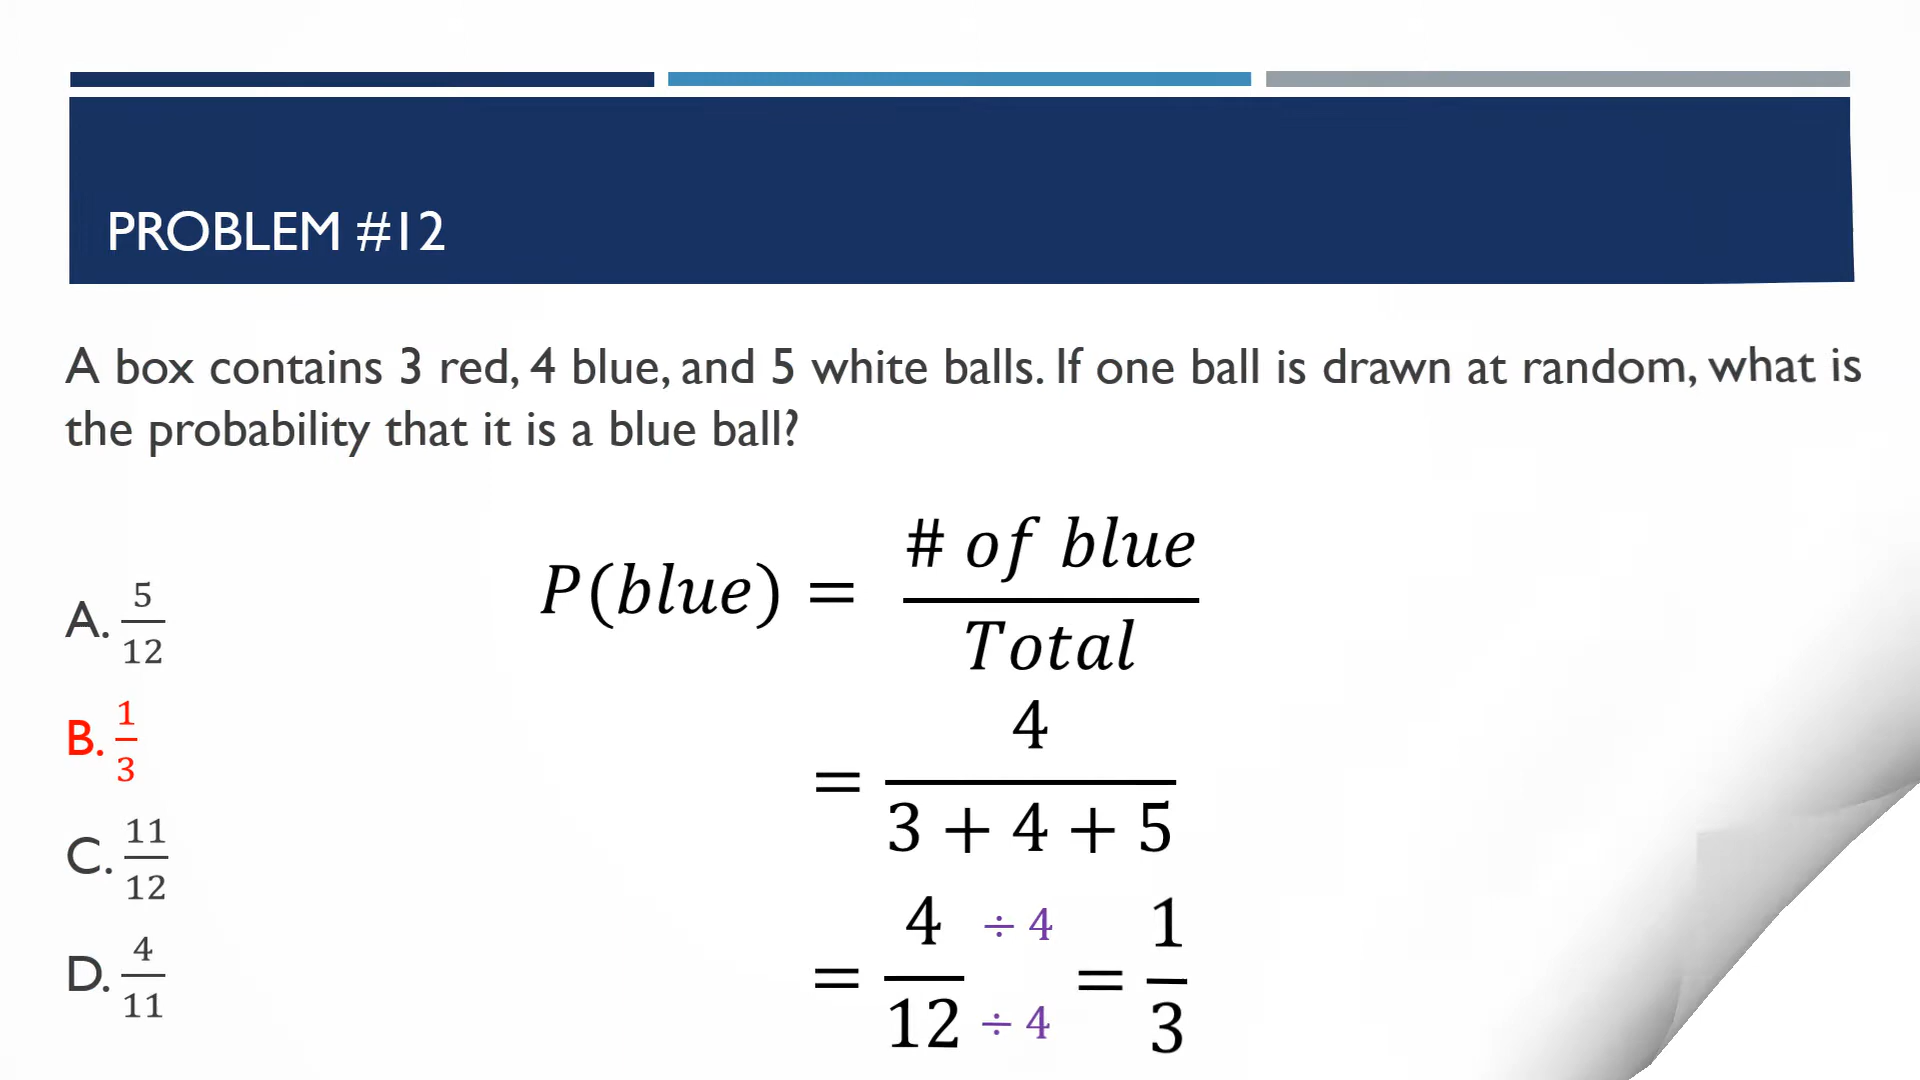 PROBLEM #12
A box contains 3 red, 4 blue, and 5 white balls. If one ball is drawn at random, what is
the probability that it is a blue ball?
P(blue) = # of blue / Total
A. 5/12
B. 1/3
= 4 / 3 + 4 + 5
C. 11/12
= 4 ÷ 4 / 12 ÷ 4 = 1/3
D. 4/11